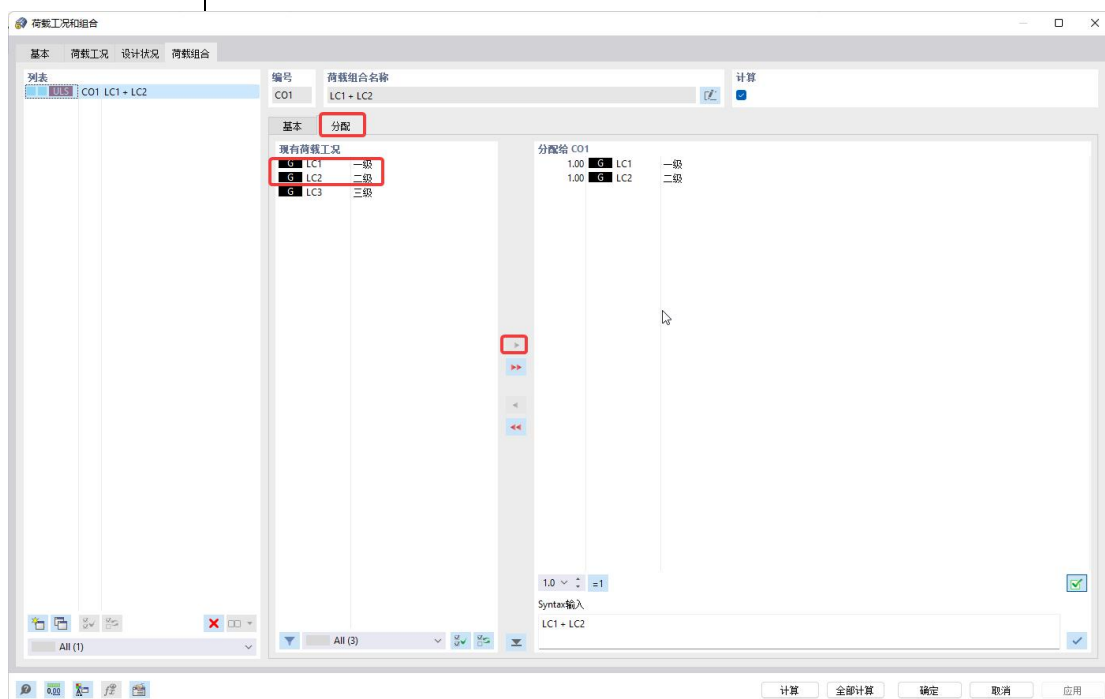 荷载工况和组合
基本 荷载工况 设计状况 荷载组合
列表
ULS CO1 LC1 + LC2
编号 荷载组合名称 计算
CO1 LC1 + LC2
基本 分配
现有荷载工况 分配给 CO1
G LC1 一级 1.00 G LC1 一级
G LC2 二级 1.00 G LC2 二级
G LC3 三级
1.0 =1
Syntax输入
LC1 + LC2
All (1) All (3)
0,00
计算 全部计算 确定 取消 应用